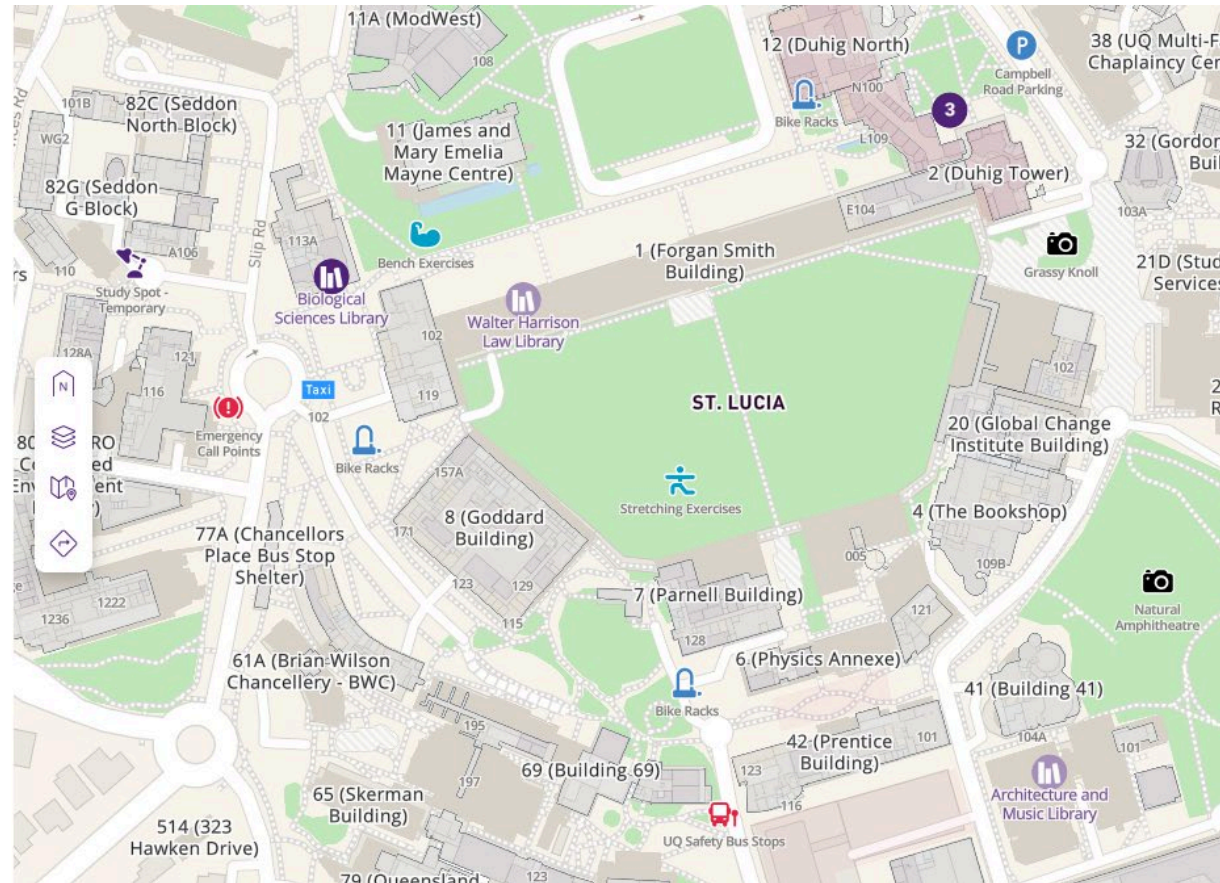 11A (ModWest)
108
12 (Duhig North)
N100
P
Campbell
Road Parking
38 (UQ Multi-F
Chaplaincy Cen
101B
82C (Seddon
North Block)
WG2
Bike Racks
3
11 (James and
Mary Emelia
Mayne Centre)
L109
32 (Gordon
Buil
2 (Duhig Tower)
82G (Seddon
G Block)
E104
103A
Slip Rd
113A
A106
110
Bench Exercises
1 (Forgan Smith
Building)
Grassy Knoll
21D (Stud
Services
rs
Study Spot -
Temporary
Biological
Sciences Library
Walter Harrison
Law Library
102
128A
121
116
N
119
Taxi
102
ST. LUCIA
102
Emergency
Call Points
Bike Racks
20 (Global Change
Institute Building)
157A
Stretching Exercises
8 (Goddard
Building)
171
4 (The Bookshop)
77A (Chancellors
Place Bus Stop
Shelter)
005
109B
123
129
1222
1236
115
7 (Parnell Building)
121
Natural
Amphitheatre
128
61A (Brian Wilson
Chancellery - BWC)
6 (Physics Annexe)
41 (Building 41)
Bike Racks
195
42 (Prentice
Building)
101
104A
101
197
69 (Building 69)
123
116
65 (Skerman
Building)
Architecture and
Music Library
514 (323
Hawken Drive)
UQ Safety Bus Stops
79 (Queensland
123